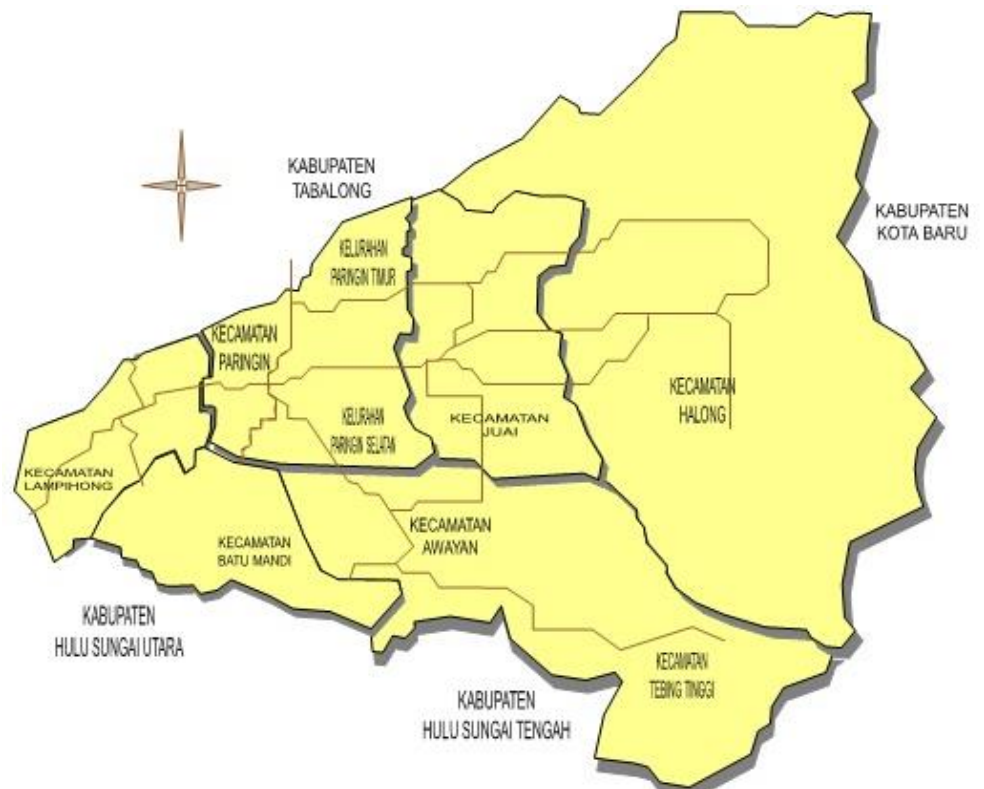 KABUPATEN
TABALONG
KABUPATEN
KOTA BARU
KELURAHAN
PARINGIN TIMUR
KECAMATAN
PARINGIN
KECAMATAN
HALONG
KELURAHAN
PARINGIN SELATAN
KECAMATAN
JUAI
KECAMATAN
LAMPIHONG
KECAMATAN
AWAYAN
KECAMATAN
BATU MANDI
KABUPATEN
HULU SUNGAI UTARA
KECAMATAN
TEBING TINGGI
KABUPATEN
HULU SUNGAI TENGAH